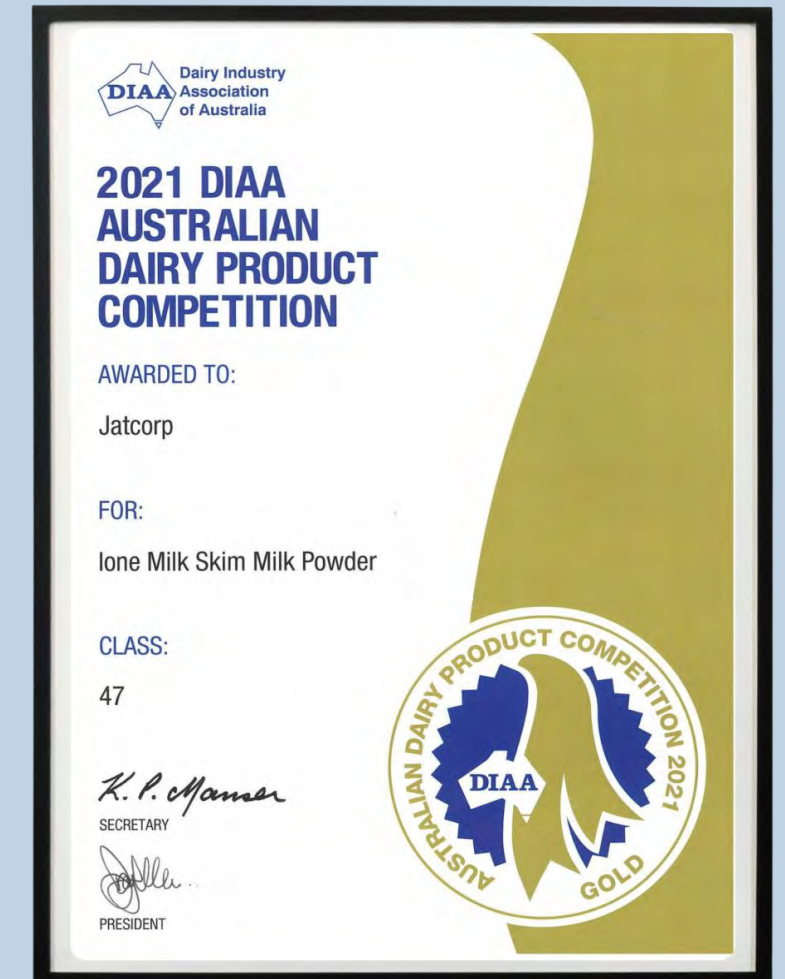 DIAA
Dairy Industry
Association
of Australia
2021 DIAA
AUSTRALIAN
DAIRY PRODUCT
COMPETITION
AWARDED TO:
Jatcorp
FOR:
Ione Milk Skim Milk Powder
CLASS:
47
K. P. Manser
SECRETARY
PRESIDENT
AUSTRALIAN DAIRY PRODUCT COMPETITION 2021
DIAA
GOLD